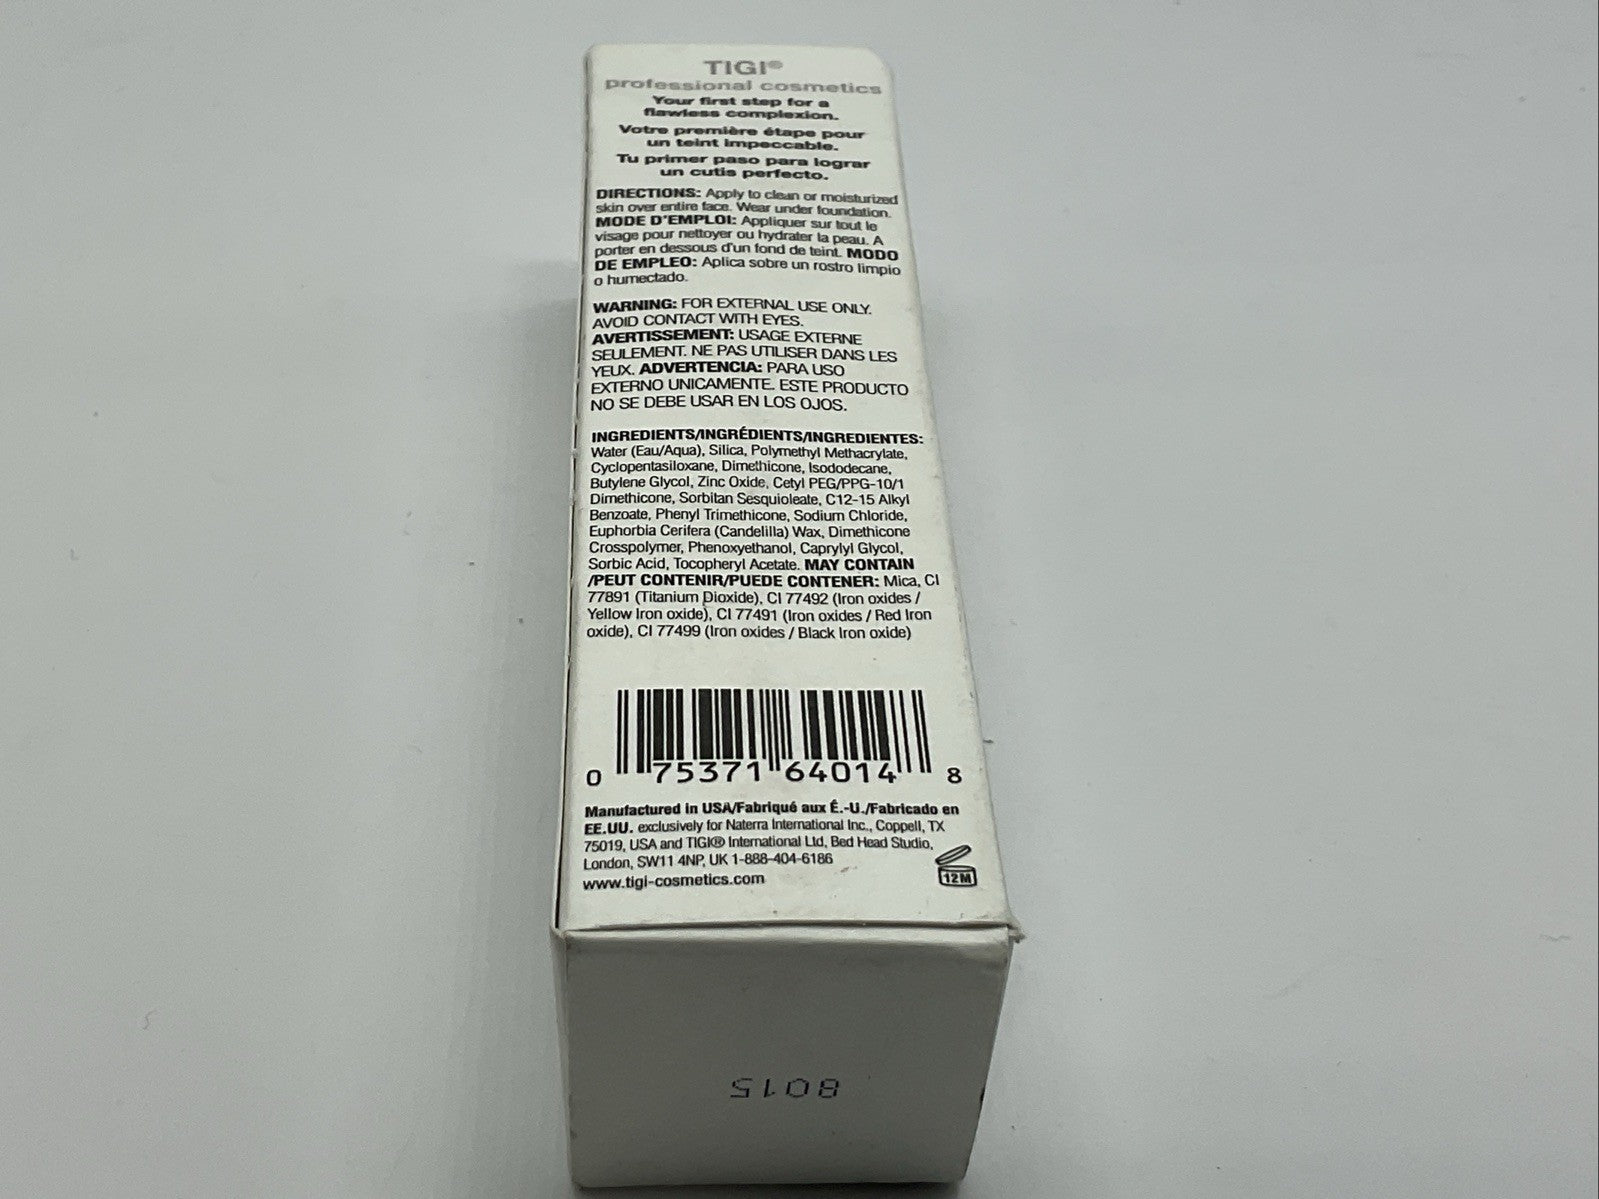 TIGI®
professional cosmetics
Your first step for a
flawless complexion.
Votre première étape pour
un teint impeccable.
Tu primer paso para lograr
un cutis perfecto.
DIRECTIONS: Apply to clean or moisturized
skin over entire face. Wear under foundation.
MODE D'EMPLOI: Appliquer sur tout le
visage pour nettoyer ou hydrater la peau. A
porter en dessous d'un fond de teint. MODO
DE EMPLEO: Aplica sobre un rostro limpio
o humectado.
WARNING: FOR EXTERNAL USE ONLY.
AVOID CONTACT WITH EYES.
AVERTISSEMENT: USAGE EXTERNE
SEULEMENT. NE PAS UTILISER DANS LES
YEUX. ADVERTENCIA: PARA USO
EXTERNO UNICAMENTE. ESTE PRODUCTO
NO SE DEBE USAR EN LOS OJOS.
INGREDIENTS/INGRÉDIENTS/INGREDIENTES:
Water (Eau/Aqua), Silica, Polymethyl Methacrylate,
Cyclopentasiloxane, Dimethicone, Isododecane,
Butylene Glycol, Zinc Oxide, Cetyl PEG/PPG-10/1
Dimethicone, Sorbitan Sesquioleate, C12-15 Alkyl
Benzoate, Phenyl Trimethicone, Sodium Chloride,
Euphorbia Cerifera (Candelilla) Wax, Dimethicone
Crosspolymer, Phenoxyethanol, Caprylyl Glycol,
Sorbic Acid, Tocopheryl Acetate. MAY CONTAIN
/PEUT CONTENIR/PUEDE CONTENER: Mica, CI
77891 (Titanium Dioxide), CI 77492 (Iron oxides /
Yellow Iron oxide), CI 77491 (Iron oxides / Red Iron
oxide), CI 77499 (Iron oxides / Black Iron oxide)
0 75371 64014 8
Manufactured in USA/Fabriqué aux É.-U./Fabricado en
EE.UU. exclusively for Naterra International Inc., Coppell, TX
75019, USA and TIGI® International Ltd, Bed Head Studio,
London, SW11 4NP, UK 1-888-404-6186
www.tigi-cosmetics.com
12M
8015